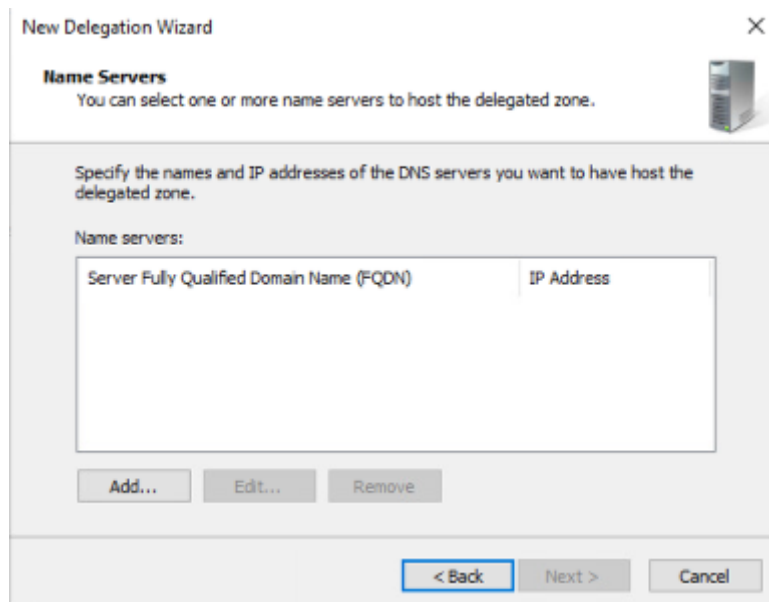 New Delegation Wizard
Name Servers
You can select one or more name servers to host the delegated zone.
Specify the names and IP addresses of the DNS servers you want to have host the
delegated zone.
Name servers:
Server Fully Qualified Domain Name (FQDN) IP Address
Add... Edit... Remove
< Back Next > Cancel